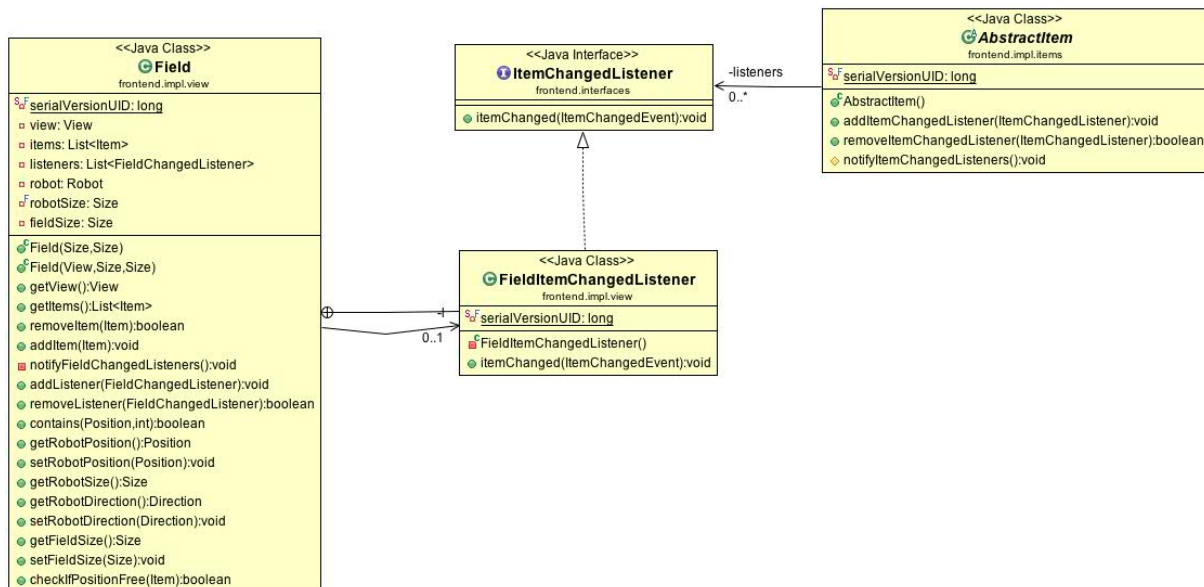 <<Java Class>>
Field
frontend.impl.view
serialVersionUID: long
view: View
items: List<Item>
listeners: List<FieldChangedListener>
robot: Robot
robotSize: Size
fieldSize: Size
Field(Size,Size)
Field(View,Size,Size)
getView():View
getItems():List<Item>
removeItem(Item):boolean
addItem(Item):void
notifyFieldChangedListeners():void
addListener(FieldChangedListener):void
removeListener(FieldChangedListener):boolean
contains(Position,int):boolean
getRobotPosition():Position
setRobotPosition(Position):void
getRobotSize():Size
getRobotDirection():Direction
setRobotDirection(Direction):void
getFieldSize():Size
setFieldSize(Size):void
checkIfPositionFree(Item):boolean
<<Java Interface>>
ItemChangedListener
frontend.interfaces
itemChanged(ItemChangedEvent):void
-listeners
0..*
<<Java Class>>
AbstractItem
frontend.impl.items
serialVersionUID: long
AbstractItem()
addItemChangedListener(ItemChangedListener):void
removeItemChangedListener(ItemChangedListener):boolean
notifyItemChangedListeners():void
<<Java Class>>
FieldItemChangedListener
frontend.impl.view
serialVersionUID: long
FieldItemChangedListener()
itemChanged(ItemChangedEvent):void
0..1